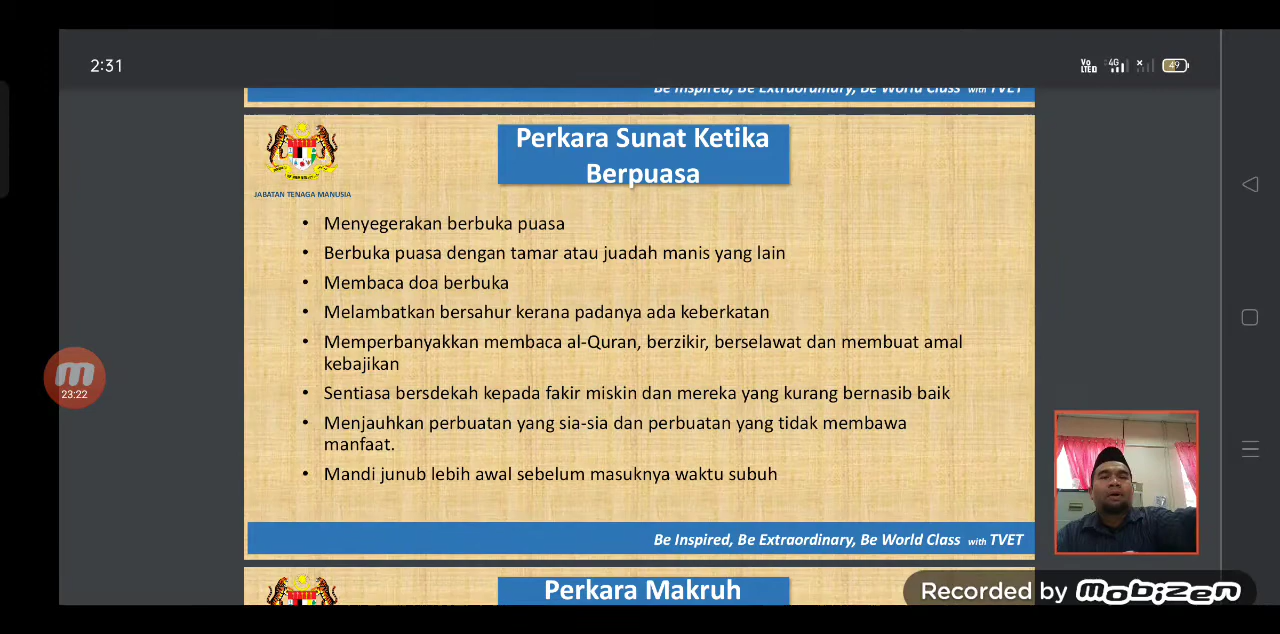 2:31
Vo
LTED
4G
49
Be Inspired, Be Extraordinary, Be World Class with TVET
Perkara Sunat Ketika
Berpuasa
JABATAN TENAGA MANUSIA
• Menyegerakan berbuka puasa
• Berbuka puasa dengan tamar atau juadah manis yang lain
• Membaca doa berbuka
• Melambatkan bersahur kerana padanya ada keberkatan
• Memperbanyakkan membaca al-Quran, berzikir, berselawat dan membuat amal
kebajikan
• Sentiasa bersdekah kepada fakir miskin dan mereka yang kurang bernasib baik
• Menjauhkan perbuatan yang sia-sia dan perbuatan yang tidak membawa
manfaat.
• Mandi junub lebih awal sebelum masuknya waktu subuh
23:22
Be Inspired, Be Extraordinary, Be World Class with TVET
Perkara Makruh
Recorded by mobizen